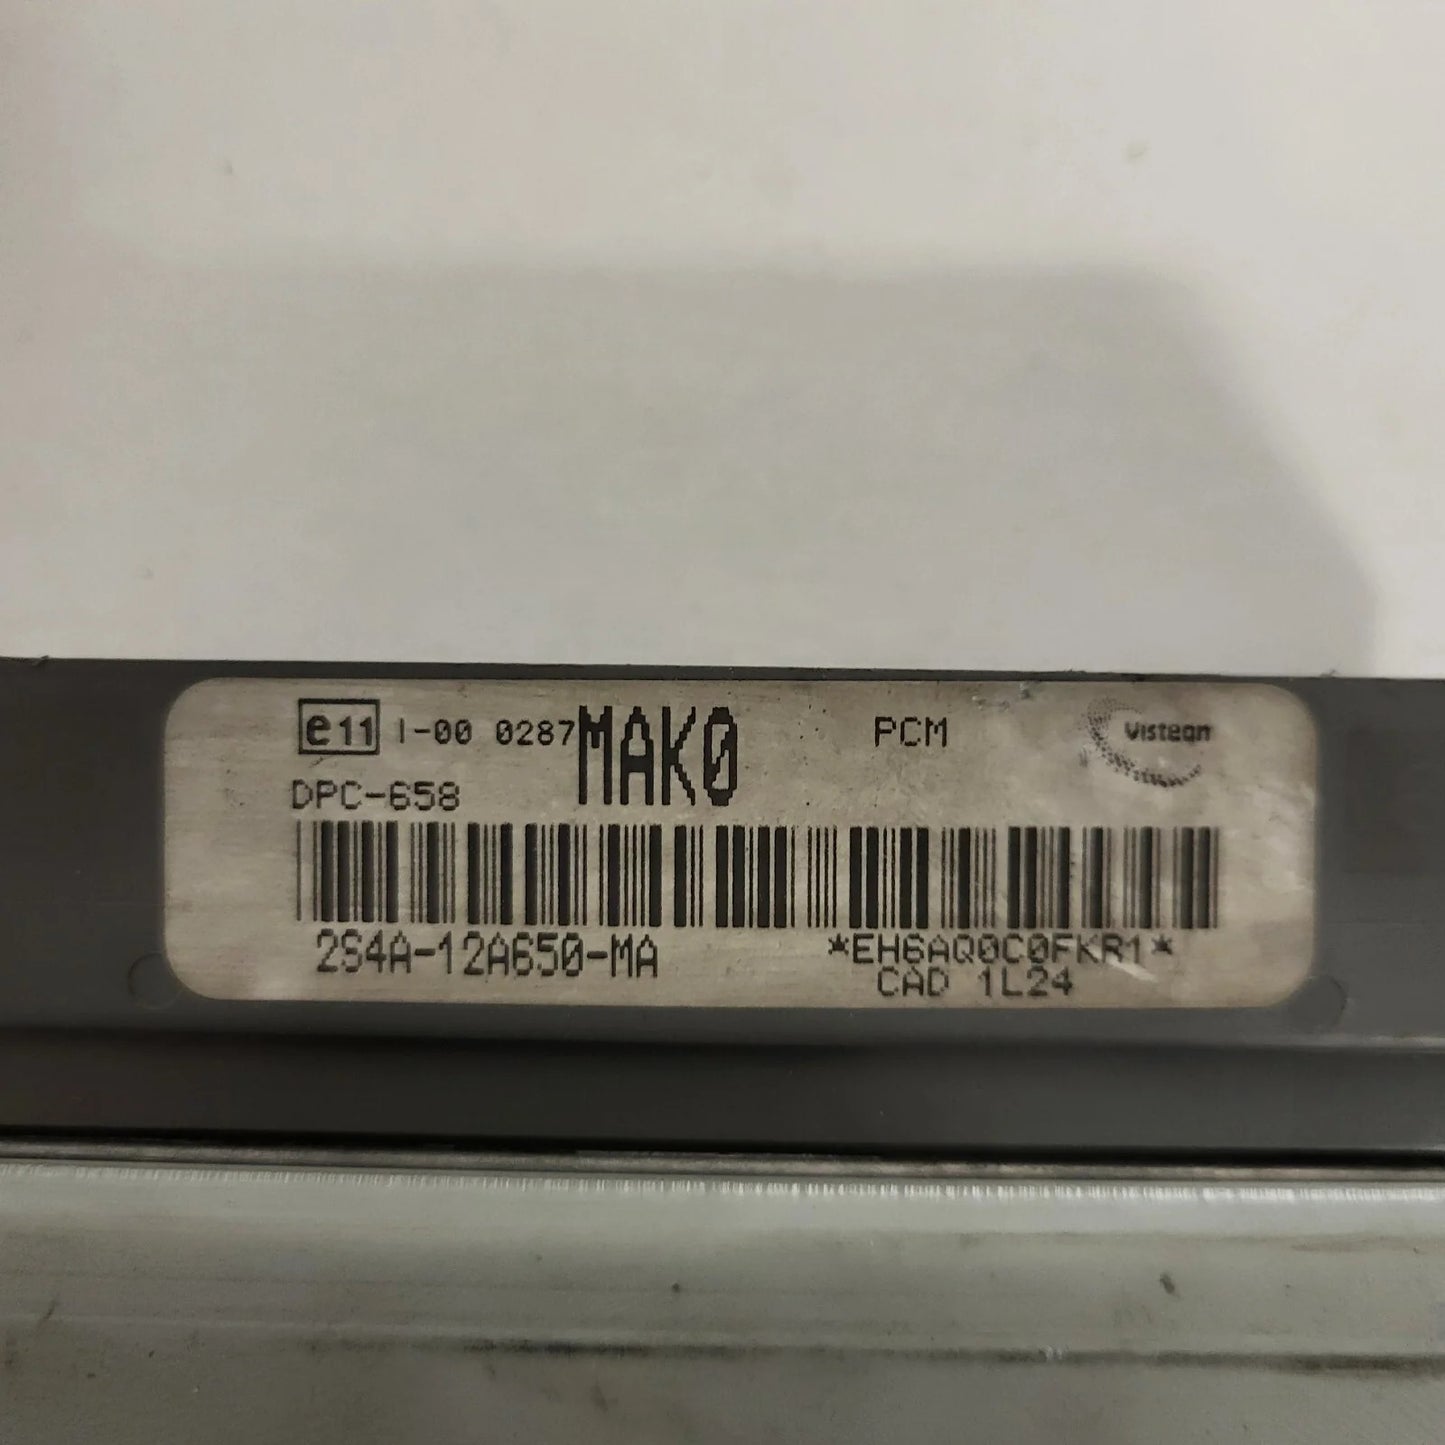 e11 I-00 0287 MAK0 PCM Visteon
DPC-658
2S4A-12A650-MA *EH6AQ0C0FKR1*
CAD 1L24